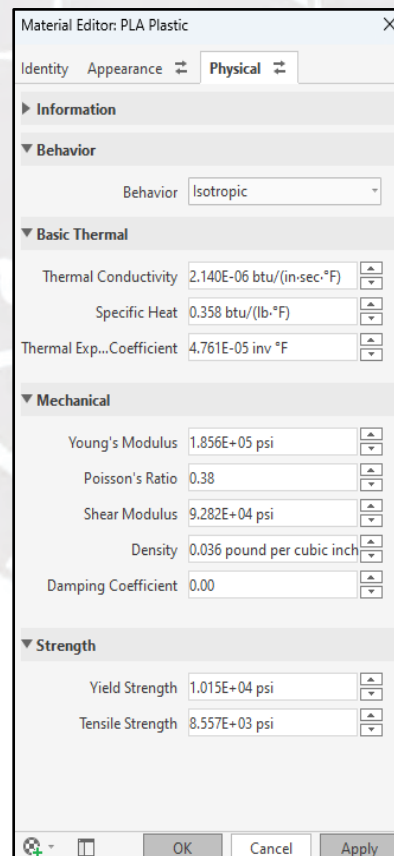 Material Editor: PLA Plastic
Identity Appearance Physical
Information
Behavior
Behavior Isotropic
Basic Thermal
Thermal Conductivity 2.140E-06 btu/(in·sec·°F)
Specific Heat 0.358 btu/(lb·°F)
Thermal Exp...Coefficient 4.761E-05 inv °F
Mechanical
Young's Modulus 1.856E+05 psi
Poisson's Ratio 0.38
Shear Modulus 9.282E+04 psi
Density 0.036 pound per cubic inch
Damping Coefficient 0.00
Strength
Yield Strength 1.015E+04 psi
Tensile Strength 8.557E+03 psi
OK Cancel Apply